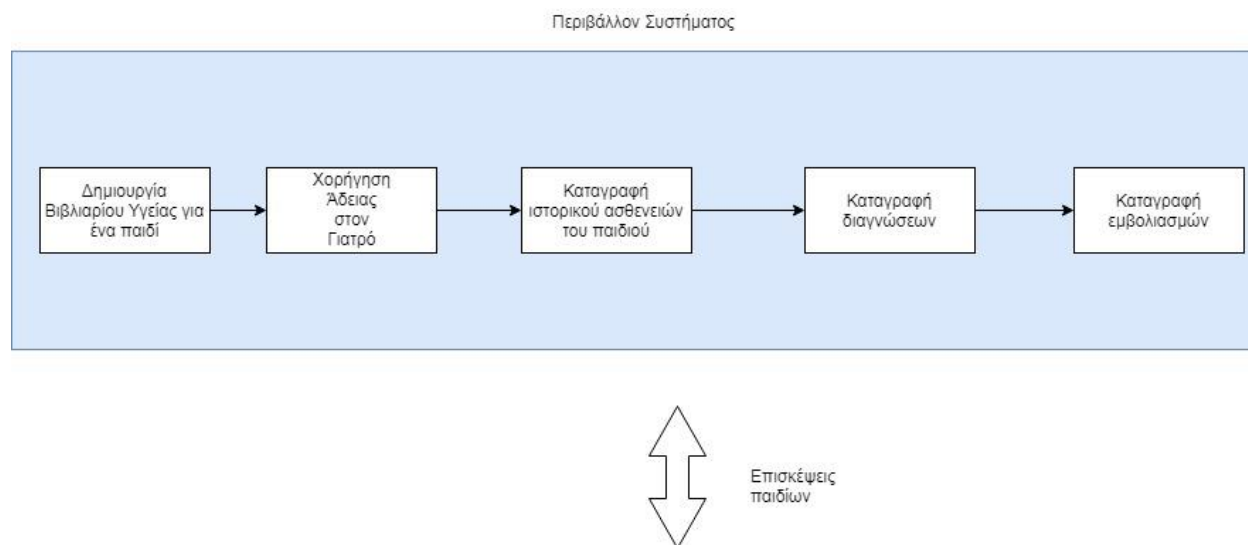 Περιβάλλον Συστήματος
Δημιουργία
Βιβλιαρίου Υγείας για
ένα παιδί
Χορήγηση
Άδειας
στον
Γιατρό
Καταγραφή
ιστορικού ασθενειών
του παιδιού
Καταγραφή
διαγνώσεων
Καταγραφή
εμβολιασμών
Επισκέψεις
παιδίων